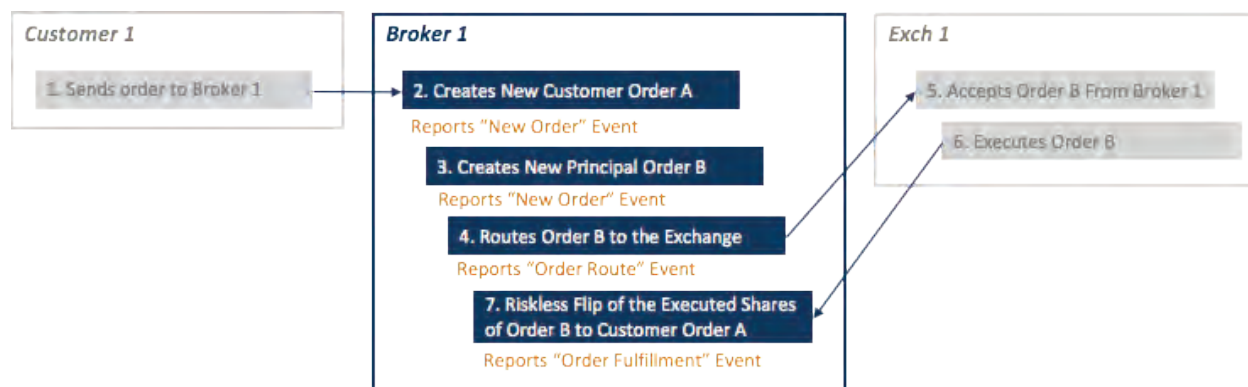 Customer 1
1. Sends order to Broker 1
Broker 1
2. Creates New Customer Order A
Reports "New Order" Event
3. Creates New Principal Order B
Reports "New Order" Event
4. Routes Order B to the Exchange
Reports "Order Route" Event
7. Riskless Flip of the Executed Shares
of Order B to Customer Order A
Reports "Order Fulfillment" Event
Exch 1
5. Accepts Order B From Broker 1
6. Executes Order B